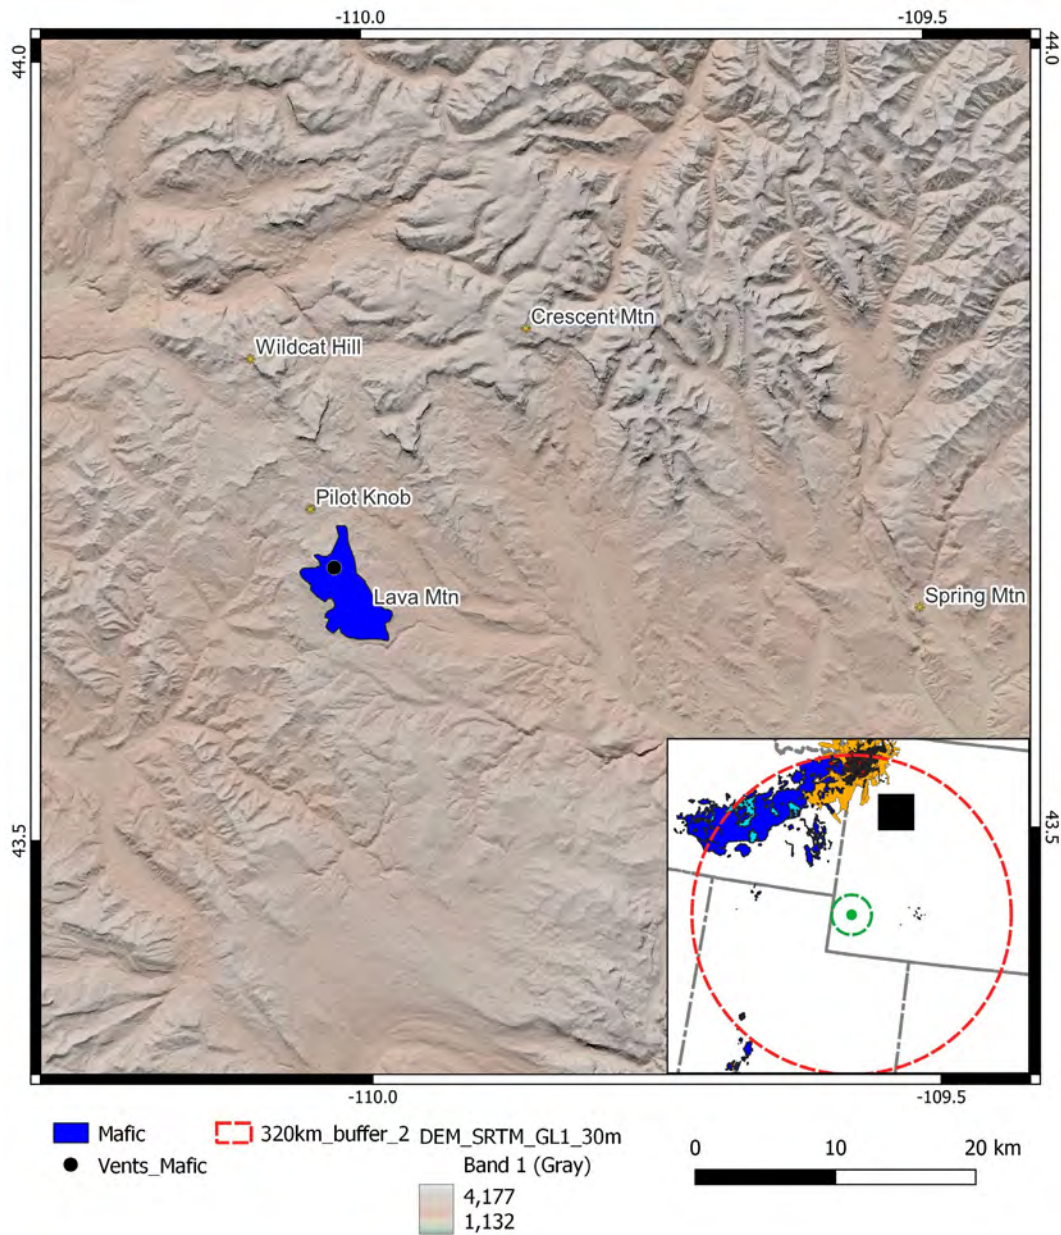 -110.0 -109.5
44.0 44.0
Crescent Mtn
Wildcat Hill
Pilot Knob
Lava Mtn
Spring Mtn
43.5 43.5
-110.0 -109.5
Mafic 320km_buffer_2 DEM_SRTM_GL1_30m 0 10 20 km
Vents_Mafic Band 1 (Gray)
4,177
1,132